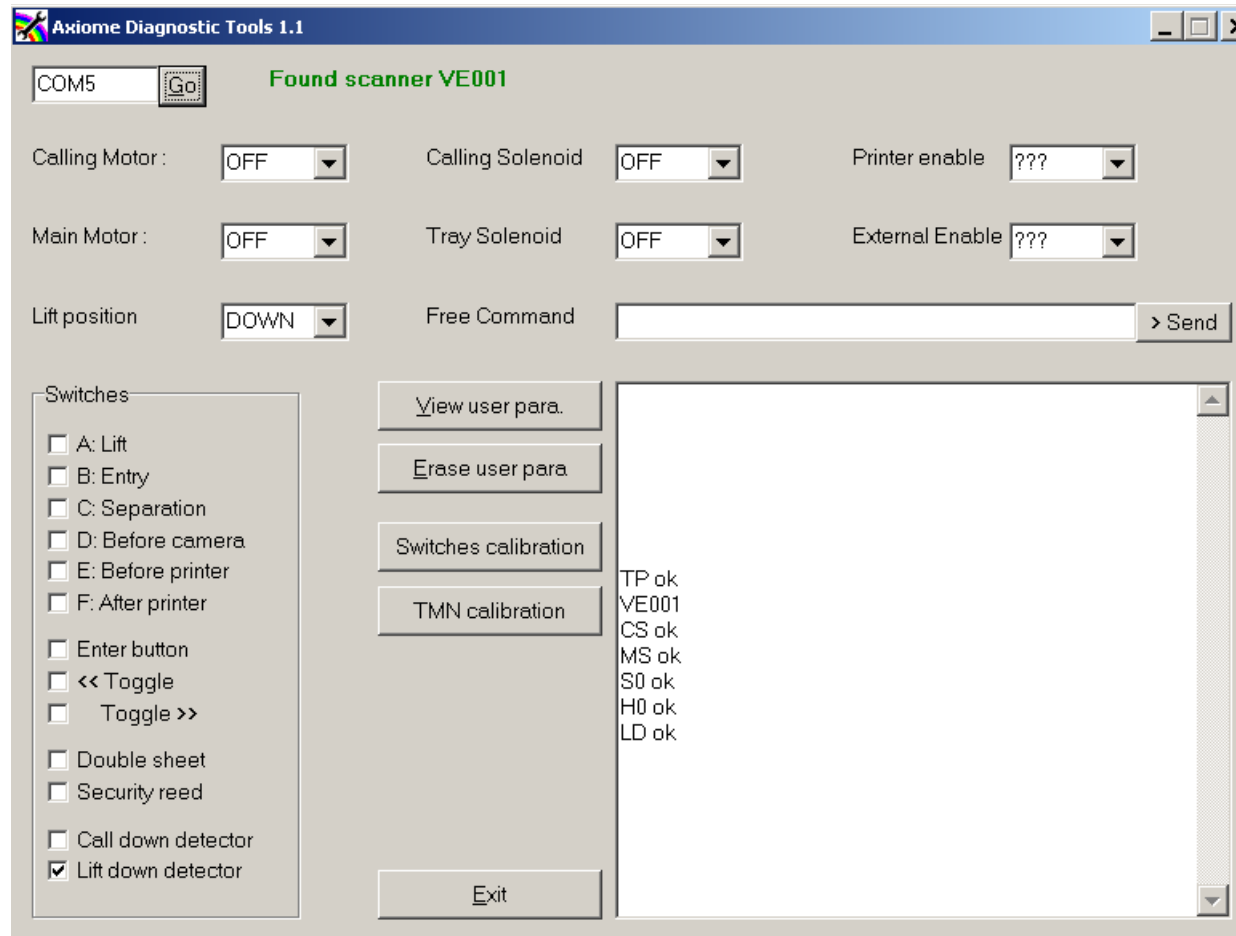 Axiome Diagnostic Tools 1.1
COM5 Go Found scanner VE001
Calling Motor : OFF Calling Solenoid OFF Printer enable ???
Main Motor : OFF Tray Solenoid OFF External Enable ???
Lift position DOWN Free Command > Send
Switches
A: Lift
B: Entry
C: Separation
D: Before camera
E: Before printer
F: After printer
Enter button
<< Toggle
Toggle >>
Double sheet
Security reed
Call down detector
Lift down detector
View user para.
Erase user para
Switches calibration
TMN calibration
Exit
TP ok
VE001
CS ok
MS ok
S0 ok
H0 ok
LD ok